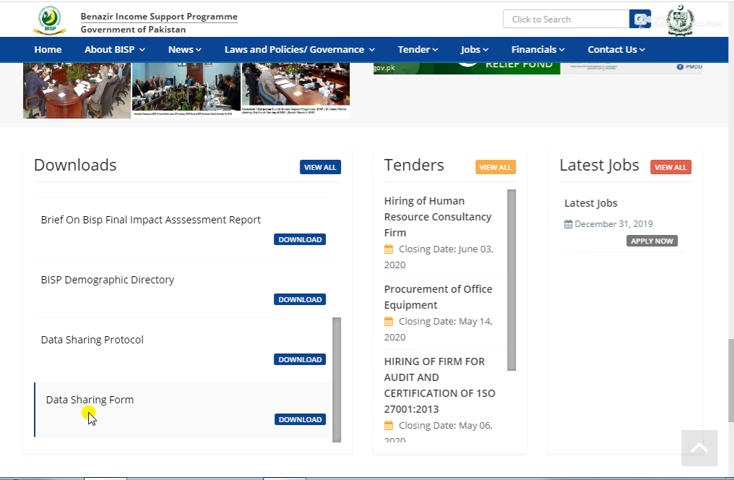 Benazir Income Support Programme
Government of Pakistan
BISP
Click to Search
Home
About BISP
News
Laws and Policies/ Governance
Tender
Jobs
Financials
Contact Us
gov.pk
RELIEF FUND
Downloads
VIEW ALL
Brief On Bisp Final Impact Asssessment Report
DOWNLOAD
BISP Demographic Directory
DOWNLOAD
Data Sharing Protocol
DOWNLOAD
Data Sharing Form
DOWNLOAD
Tenders
VIEW ALL
Hiring of Human
Resource Consultancy
Firm
Closing Date: June 03,
2020
Procurement of Office
Equipment
Closing Date: May 14,
2020
HIRING OF FIRM FOR
AUDIT AND
CERTIFICATION OF 1SO
27001:2013
Closing Date: May 06,
2020
Latest Jobs
VIEW ALL
Latest Jobs
December 31, 2019
APPLY NOW